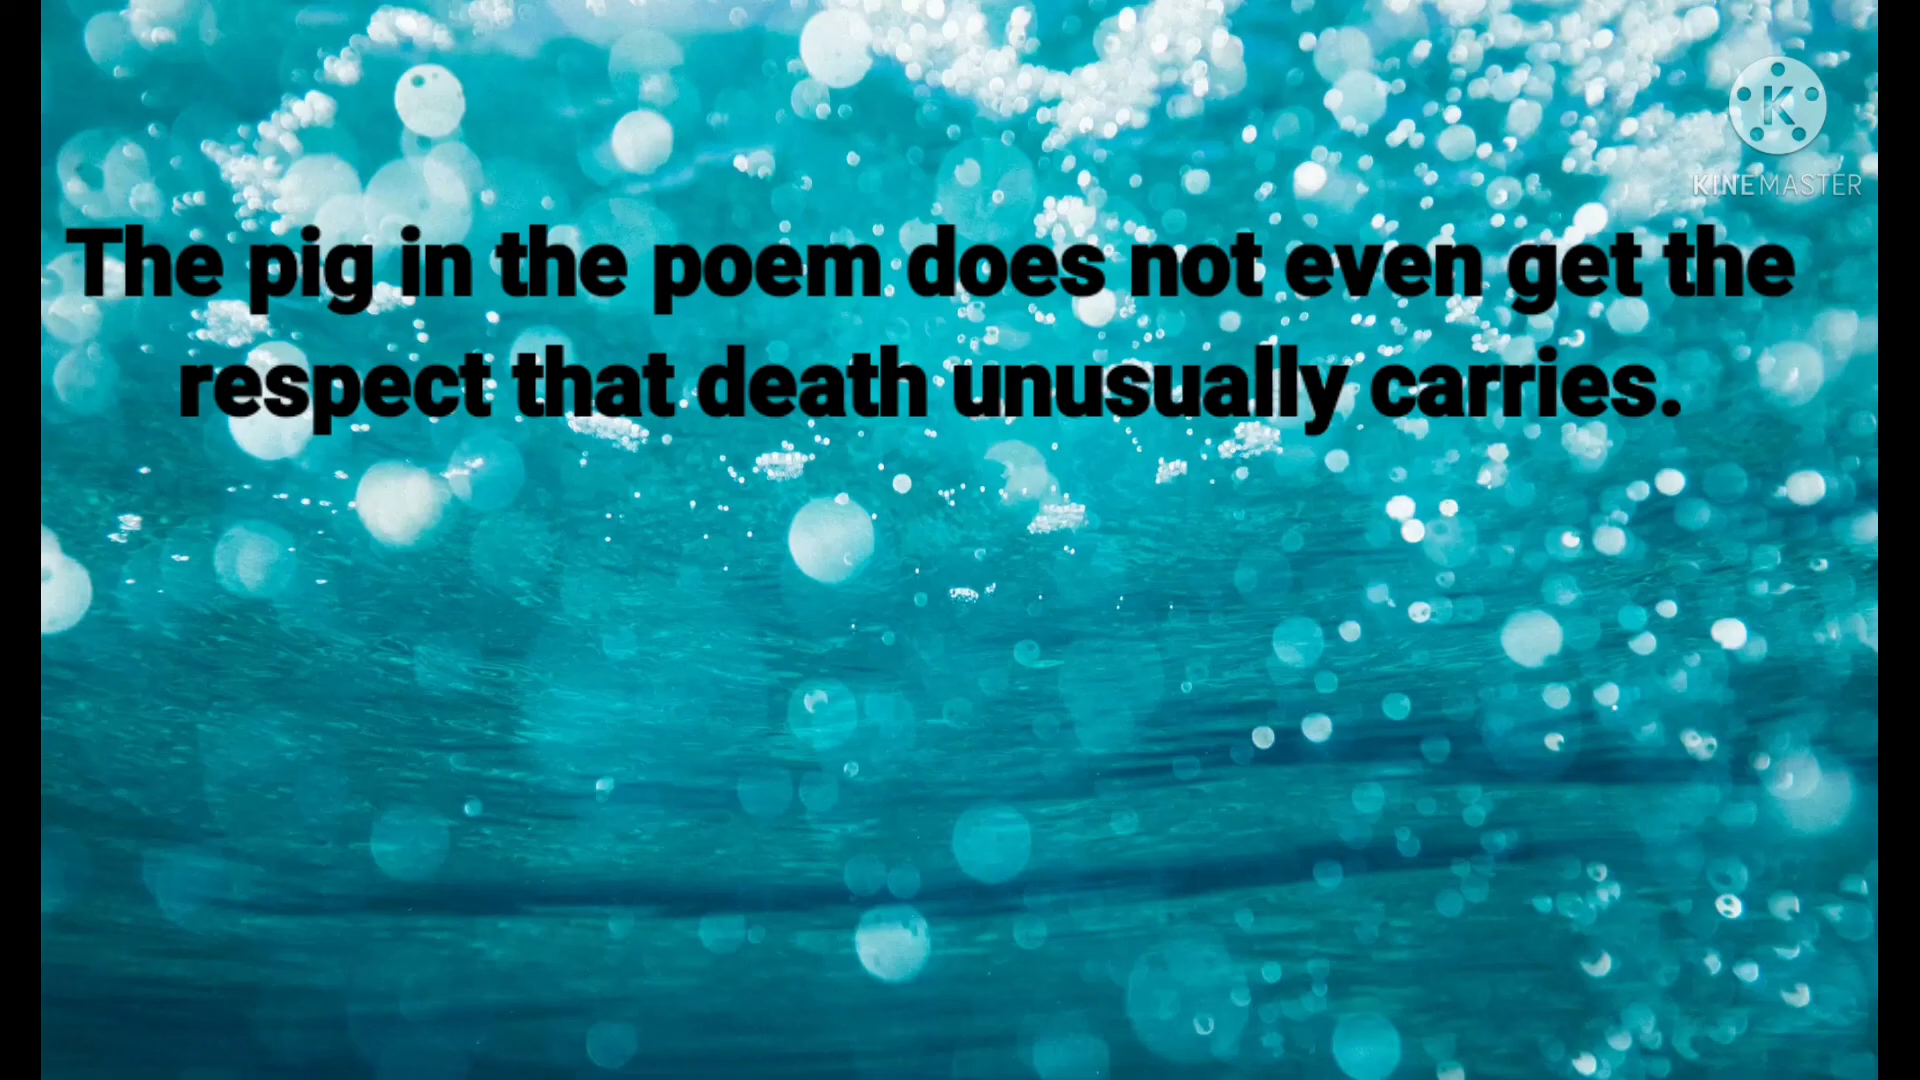 KINEMASTER
The pig in the poem does not even get the
respect that death unusually carries.